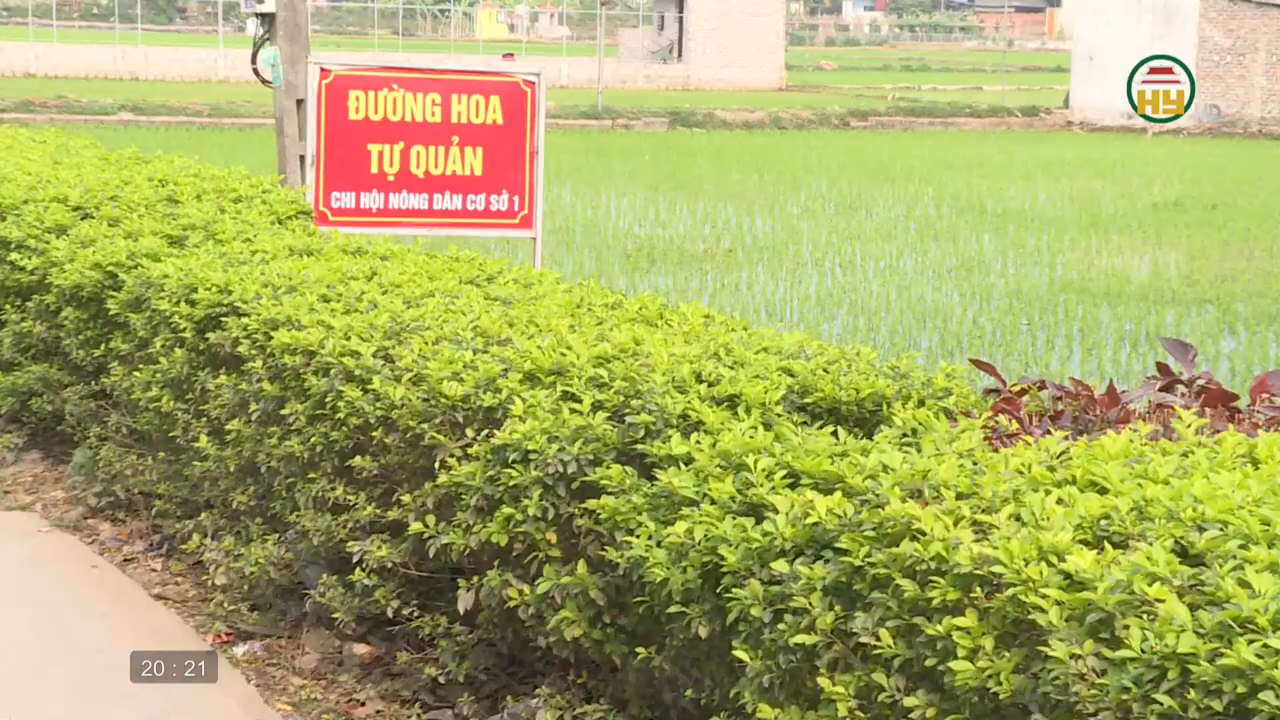 HY
ĐƯỜNG HOA
TỰ QUẢN
CHI HỘI NÔNG DÂN CƠ SỞ 1
20 : 21